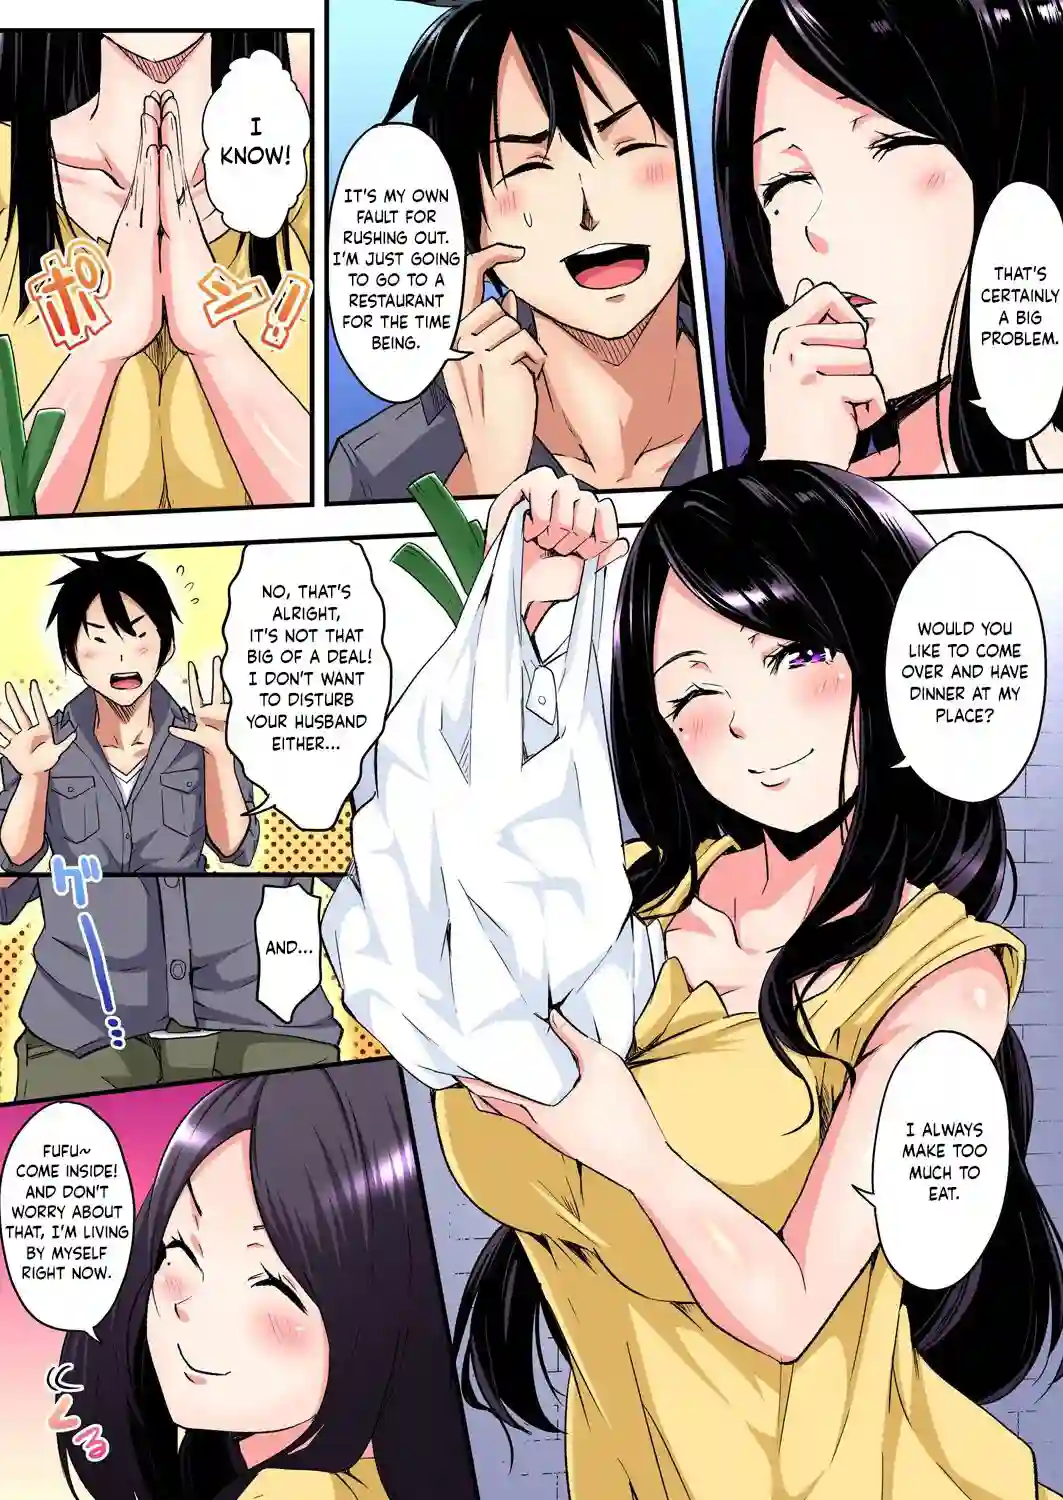 THAT'S
CERTAINLY
A BIG
PROBLEM.
IT'S MY OWN
FAULT FOR
RUSHING OUT.
I'M JUST GOING
TO GO TO A
RESTAURANT
FOR THE TIME
BEING.
I
KNOW!
ポン!
WOULD YOU
LIKE TO COME
OVER AND HAVE
DINNER AT MY
PLACE?
I ALWAYS
MAKE TOO
MUCH TO
EAT.
NO, THAT'S
ALRIGHT,
IT'S NOT THAT
BIG OF A DEAL!
I DON'T WANT
TO DISTURB
YOUR HUSBAND
EITHER...
AND...
グー...
FUFU~
COME INSIDE!
AND DON'T
WORRY ABOUT
THAT, I'M LIVING
BY MYSELF
RIGHT NOW.
くる